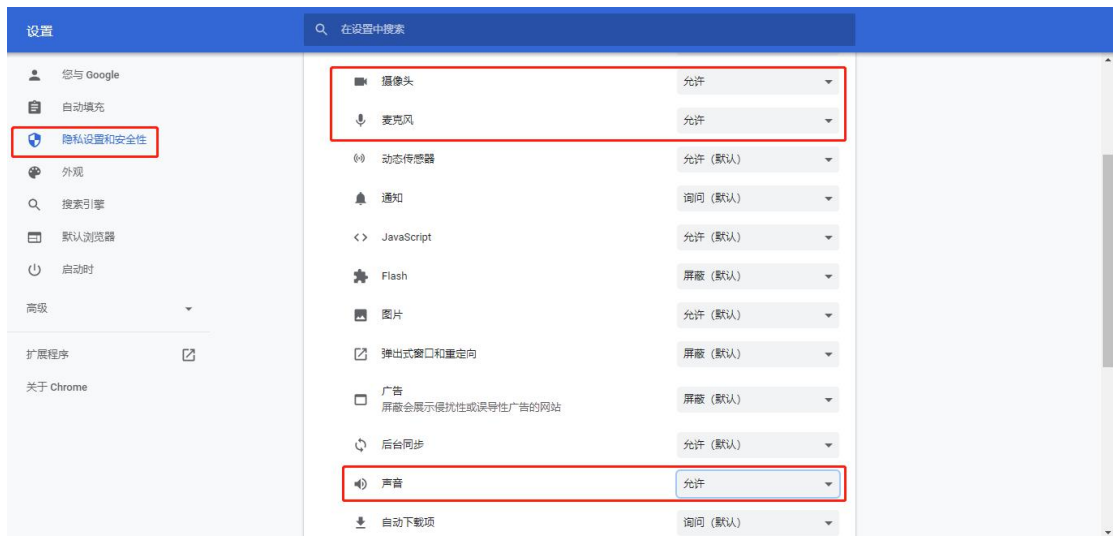 设置
在设置中搜索
您与 Google
自动填充
隐私设置和安全性
外观
搜索引擎
默认浏览器
启动时
高级
扩展程序
关于 Chrome
摄像头 允许
麦克风 允许
动态传感器 允许（默认）
通知 询问（默认）
JavaScript 允许（默认）
Flash 屏蔽（默认）
图片 允许（默认）
弹出式窗口和重定向 屏蔽（默认）
广告 屏蔽（默认）
屏蔽会展示侵扰性或误导性广告的网站
后台同步 允许（默认）
声音 允许
自动下载项 询问（默认）